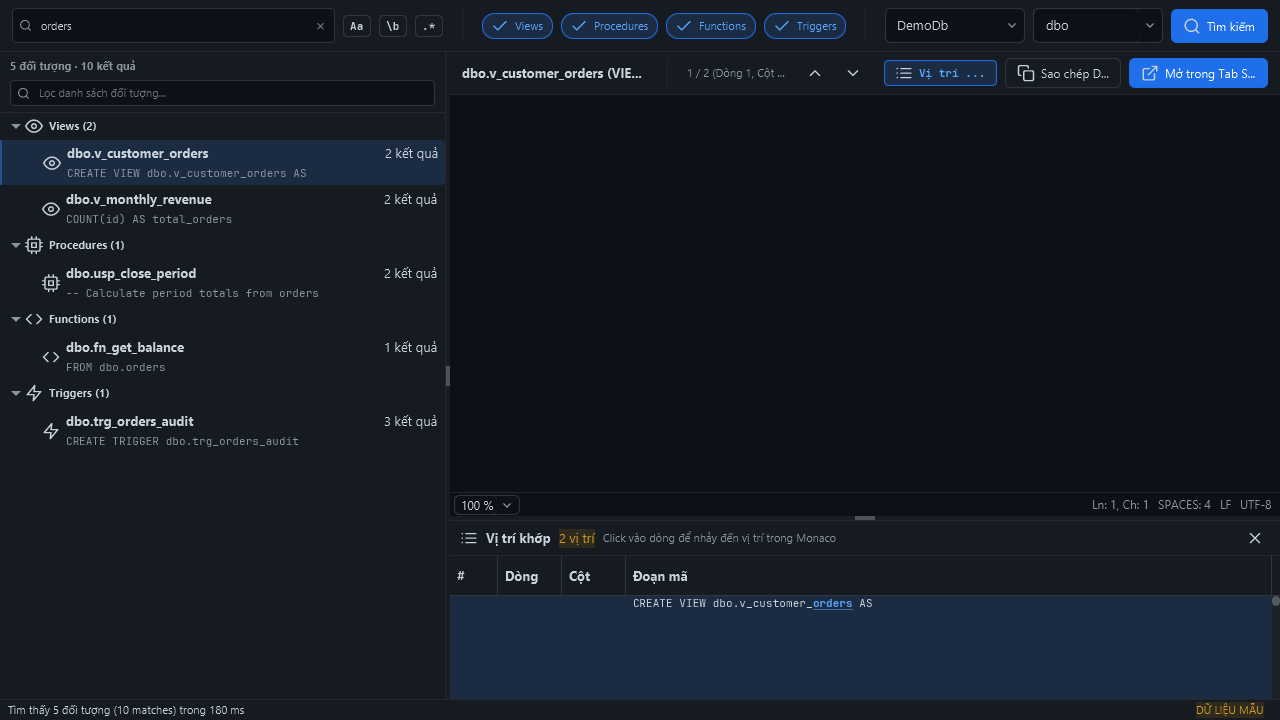 orders
Aa
\b
.*
Views
Procedures
Functions
Triggers
DemoDb
dbo
Tìm kiếm
5 đối tượng · 10 kết quả
Lọc danh sách đối tượng...
Views (2)
dbo.v_customer_orders
2 kết quả
CREATE VIEW dbo.v_customer_orders AS
dbo.v_monthly_revenue
2 kết quả
COUNT(id) AS total_orders
Procedures (1)
dbo.usp_close_period
2 kết quả
-- Calculate period totals from orders
Functions (1)
dbo.fn_get_balance
1 kết quả
FROM dbo.orders
Triggers (1)
dbo.trg_orders_audit
3 kết quả
CREATE TRIGGER dbo.trg_orders_audit
dbo.v_customer_orders (VIE...
1 / 2 (Dòng 1, Cột ...
Vị trí ...
Sao chép D...
Mở trong Tab S...
100 %
Ln: 1, Ch: 1
SPACES: 4
LF
UTF-8
Vị trí khớp
2 vị trí
Click vào dòng để nhảy đến vị trí trong Monaco
#
Dòng
Cột
Đoạn mã
CREATE VIEW dbo.v_customer_orders AS
Tìm thấy 5 đối tượng (10 matches) trong 180 ms
DỮ LIỆU MẪU